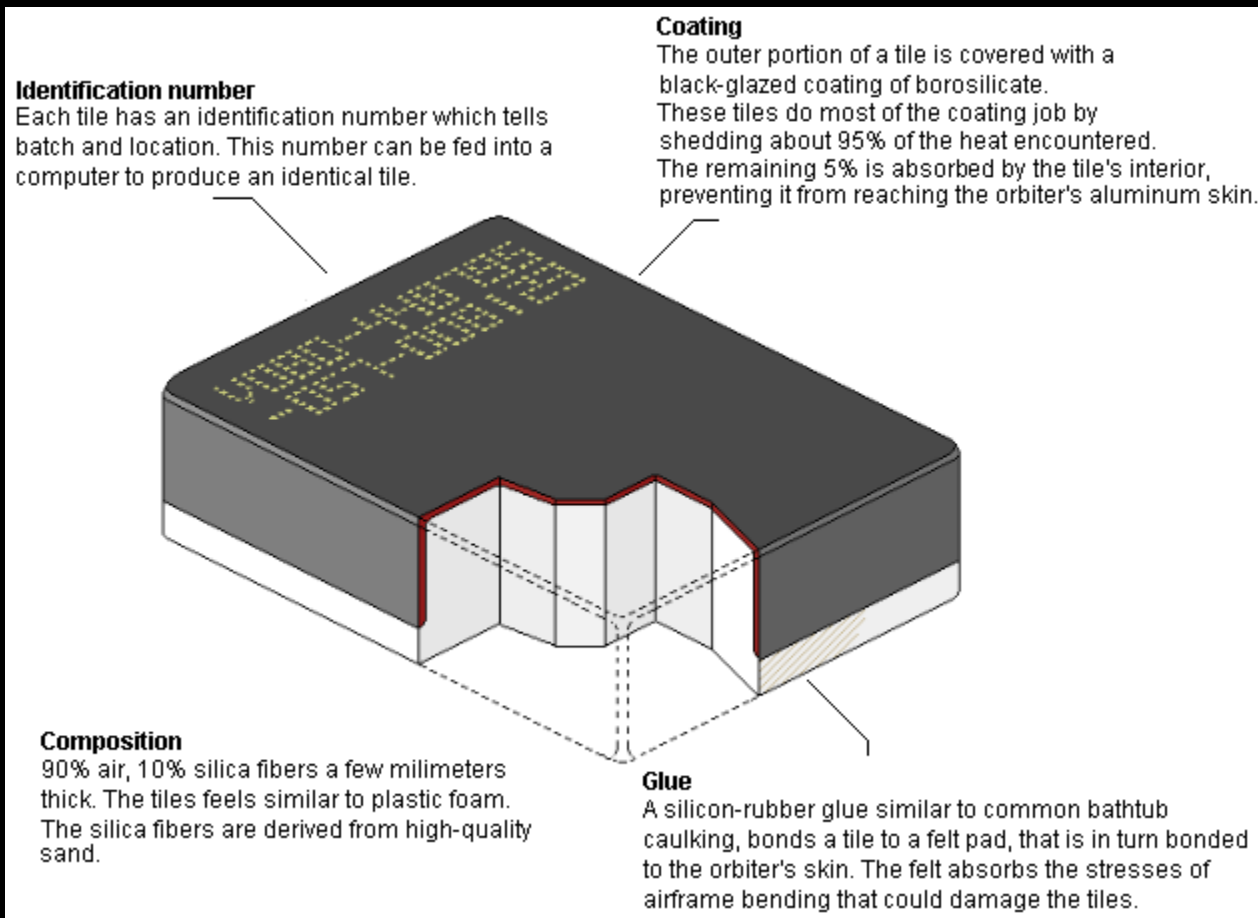 Identification number
Each tile has an identification number which tells
batch and location. This number can be fed into a
computer to produce an identical tile.
Coating
The outer portion of a tile is covered with a
black-glazed coating of borosilicate.
These tiles do most of the coating job by
shedding about 95% of the heat encountered.
The remaining 5% is absorbed by the tile's interior,
preventing it from reaching the orbiter's aluminum skin.
Composition
90% air, 10% silica fibers a few milimeters
thick. The tiles feels similar to plastic foam.
The silica fibers are derived from high-quality
sand.
Glue
A silicon-rubber glue similar to common bathtub
caulking, bonds a tile to a felt pad, that is in turn bonded
to the orbiter's skin. The felt absorbs the stresses of
airframe bending that could damage the tiles.